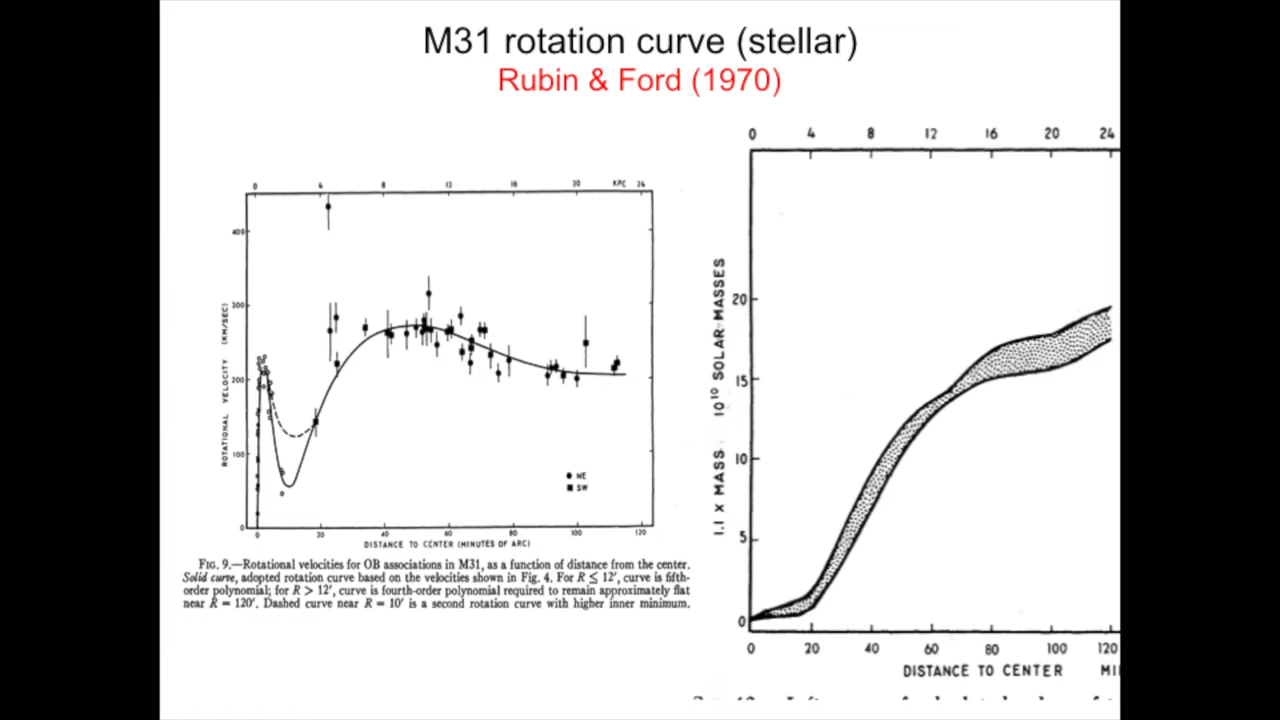 M31 rotation curve (stellar)
Rubin & Ford (1970)
0 4 8 12 16 20 KPC 24
400
300
200
100
0
ROTATIONAL VELOCITY (KM/SEC)
NE
SW
0 20 40 60 80 100 120
DISTANCE TO CENTER (MINUTES OF ARC)
FIG. 9.—Rotational velocities for OB associations in M31, as a function of distance from the center.
Solid curve, adopted rotation curve based on the velocities shown in Fig. 4. For R ≤ 12′, curve is fifth-
order polynomial; for R > 12′, curve is fourth-order polynomial required to remain approximately flat
near R = 120′. Dashed curve near R = 10′ is a second rotation curve with higher inner minimum.
0 4 8 12 16 20 24
20
15
10
5
0
1.1 X MASS 10¹⁰ SOLAR MASSES
0 20 40 60 80 100 120
DISTANCE TO CENTER MI